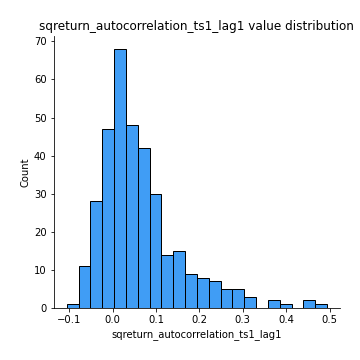 sqreturn_autocorrelation_ts1_lag1 value distribution
70
60
50
40
30
20
10
0
Count
−0.1 0.0 0.1 0.2 0.3 0.4 0.5
sqreturn_autocorrelation_ts1_lag1